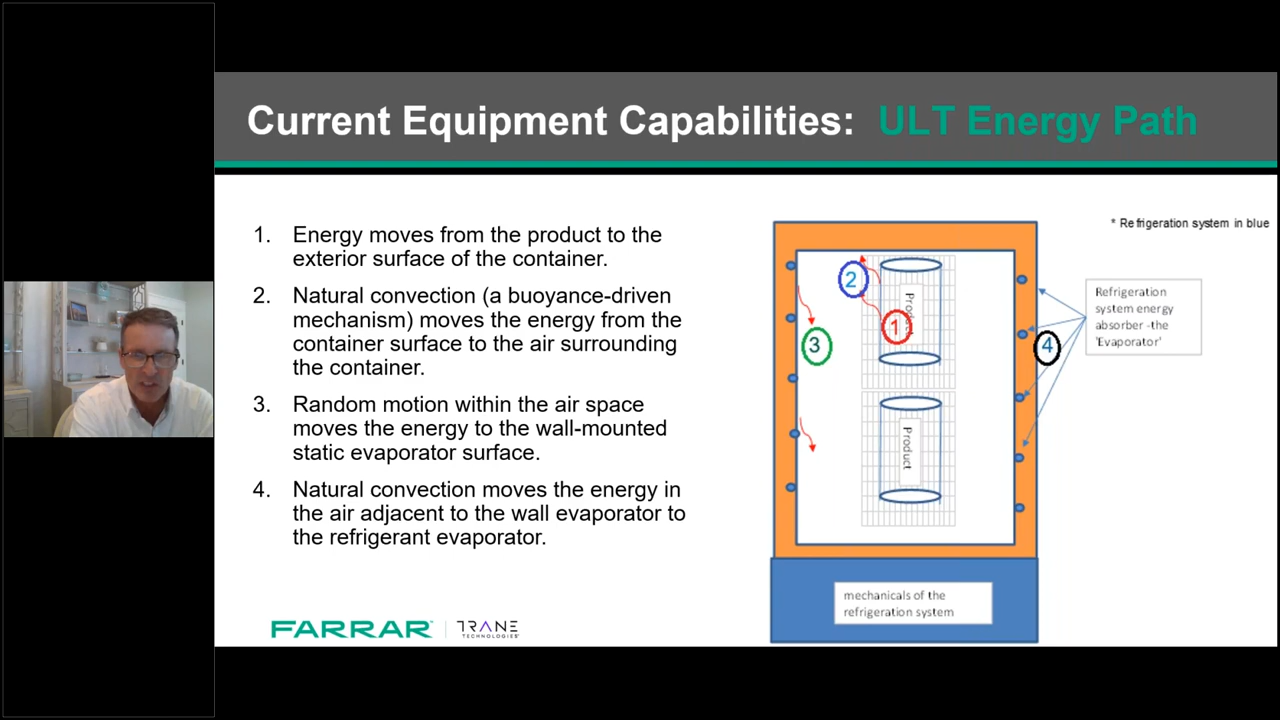 Current Equipment Capabilities: ULT Energy Path
1. Energy moves from the product to the
exterior surface of the container.
2. Natural convection (a buoyance-driven
mechanism) moves the energy from the
container surface to the air surrounding
the container.
3. Random motion within the air space
moves the energy to the wall-mounted
static evaporator surface.
4. Natural convection moves the energy in
the air adjacent to the wall evaporator to
the refrigerant evaporator.
* Refrigeration system in blue
2
Product
1
3
4
Refrigeration
system energy
absorber -the
'Evaporator'
Product
mechanicals of the
refrigeration system
FARRAR
TRANE
TECHNOLOGIES